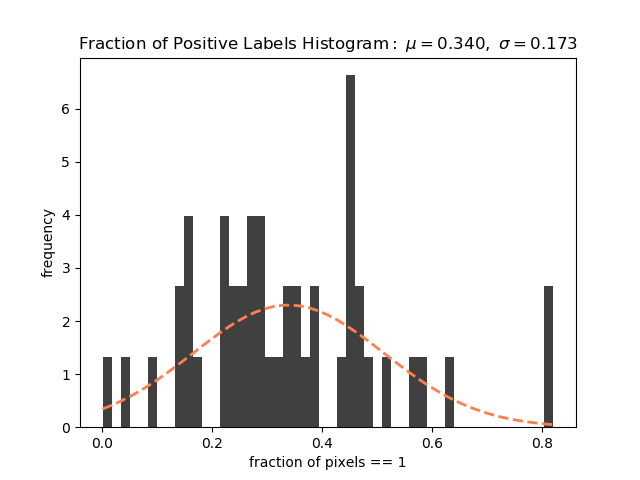 Fraction of Positive Labels Histogram: μ = 0.340, σ = 0.173
frequency
6
5
4
3
2
1
0
0.0 0.2 0.4 0.6 0.8
fraction of pixels == 1